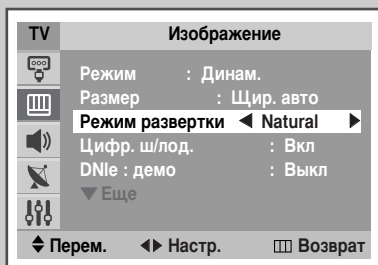 TV Изображение
Режим : Динам.
Размер : Щир. авто
Режим развертки ◀ Natural ▶
Цифр. ш/под. : Вкл
DNIe : демо : Выкл
▼ Еще
Перем. Настр. Возврат